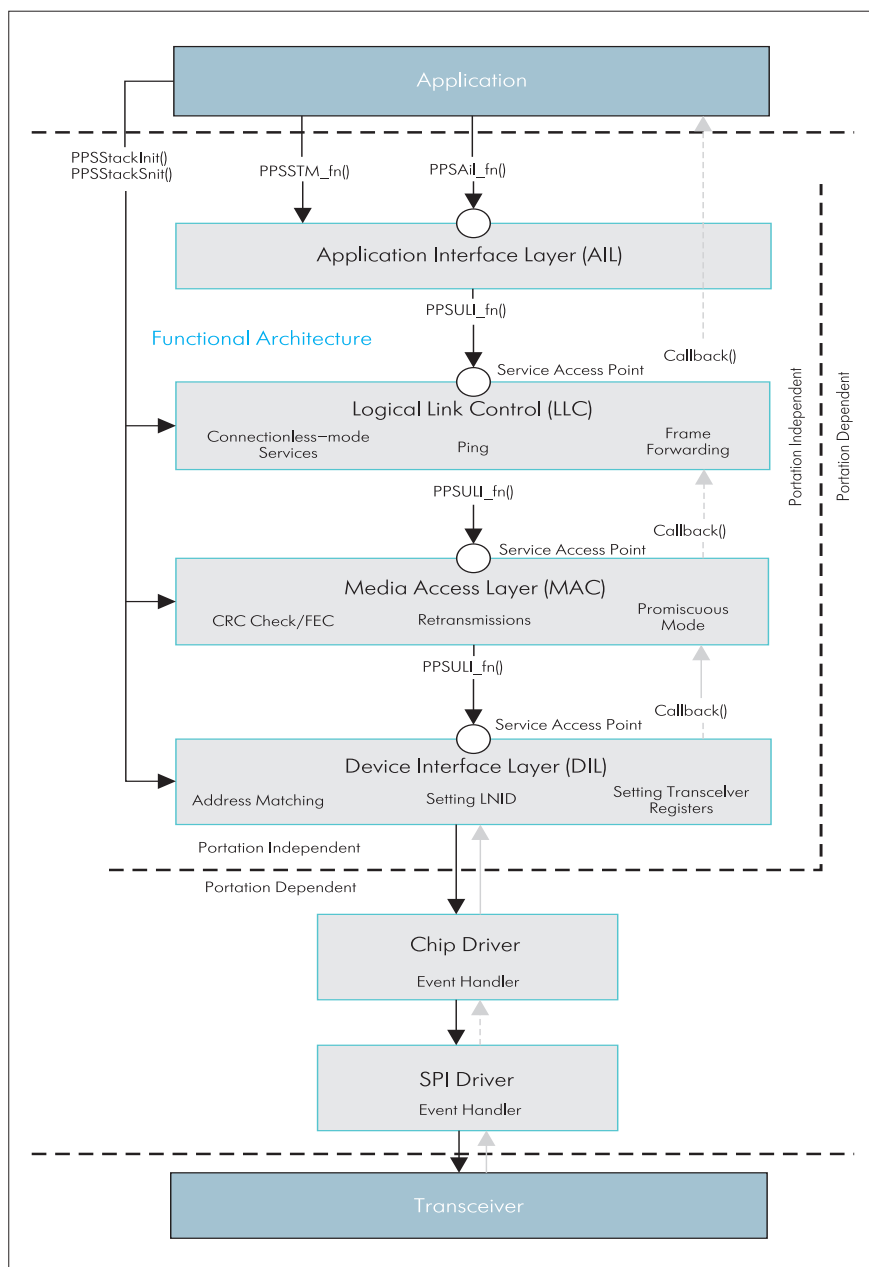 Application
PPSStackInit()
PPSStackSnit()
PPSSTM_fn()
PPSAil_fn()
Application Interface Layer (AIL)
PPSULI_fn()
Functional Architecture
Callback()
Service Access Point
Logical Link Control (LLC)
Connectionless-mode
Services
Ping
Frame
Forwarding
Portation Independent
Portation Dependent
PPSULI_fn()
Callback()
Service Access Point
Media Access Layer (MAC)
CRC Check/FEC
Retransmissions
Promiscuous
Mode
PPSULI_fn()
Callback()
Service Access Point
Device Interface Layer (DIL)
Address Matching
Setting LNID
Setting Transcelver
Registers
Portation Independent
Portation Dependent
Chip Driver
Event Handler
SPI Driver
Event Handler
Transceiver